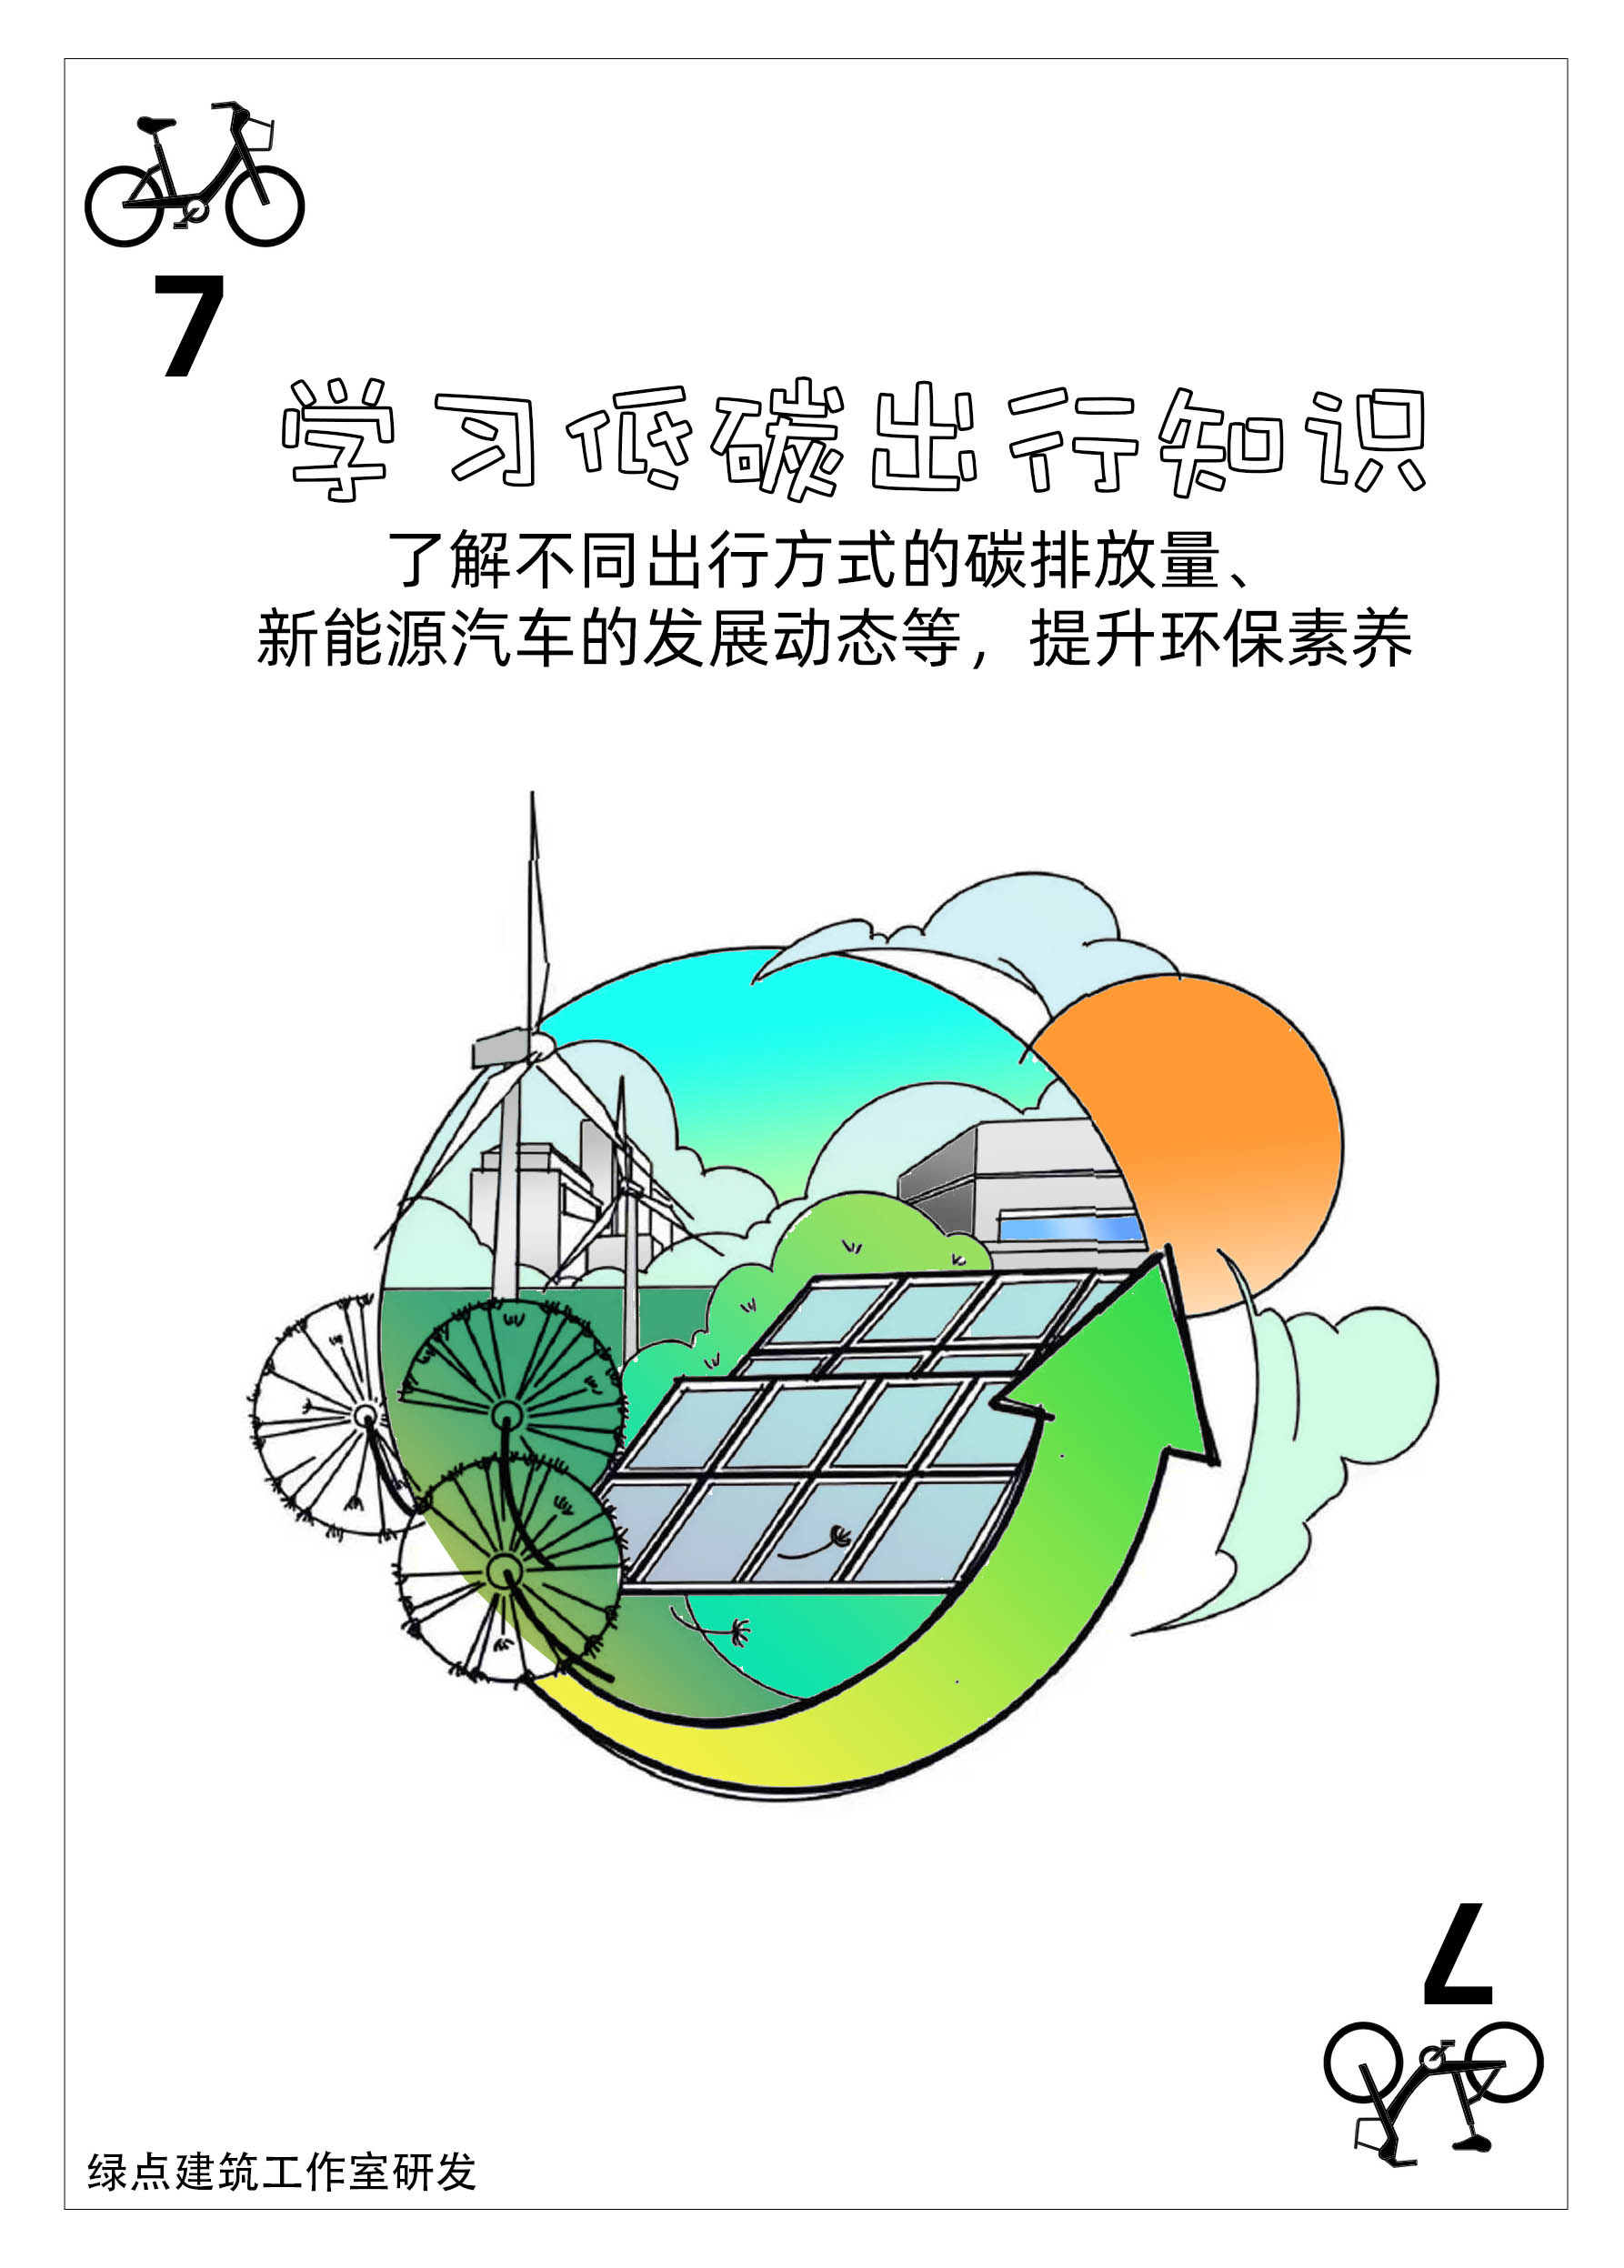 7
学习低碳出行知识
了解不同出行方式的碳排放量、
新能源汽车的发展动态等，提升环保素养
7
绿点建筑工作室研发